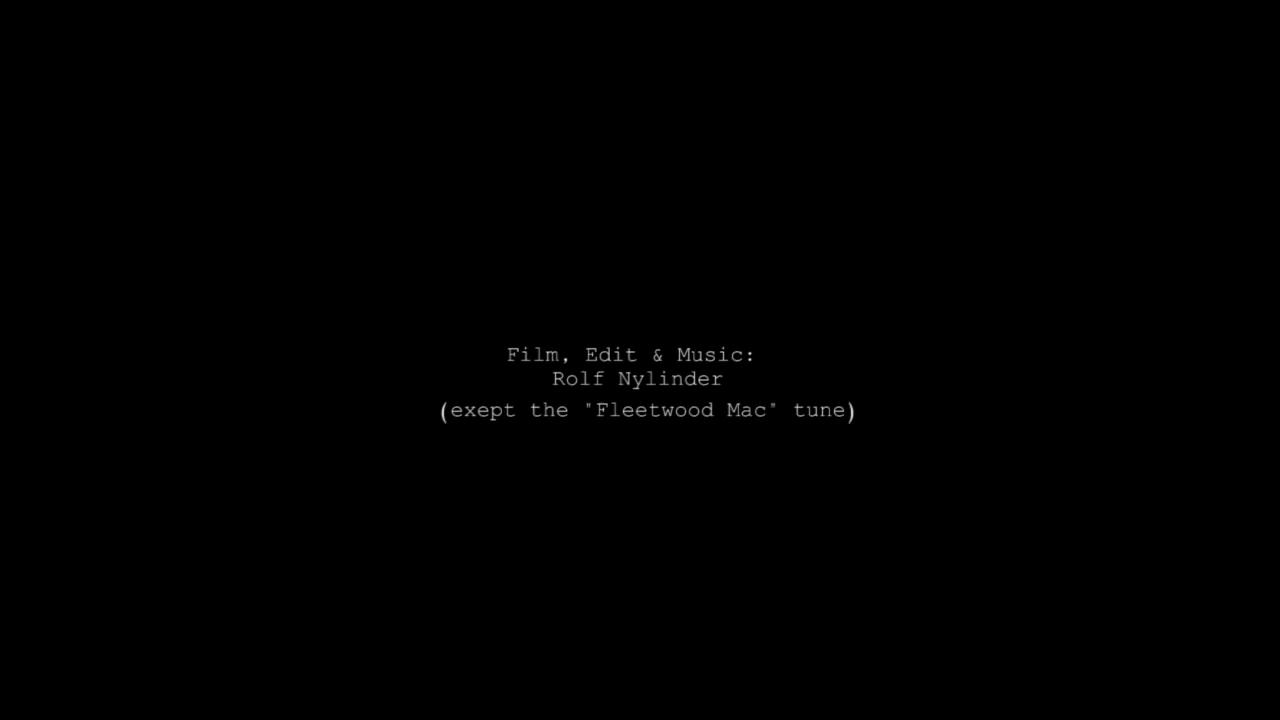 Film, Edit & Music:
Rolf Nylinder
(exept the "Fleetwood Mac" tune)